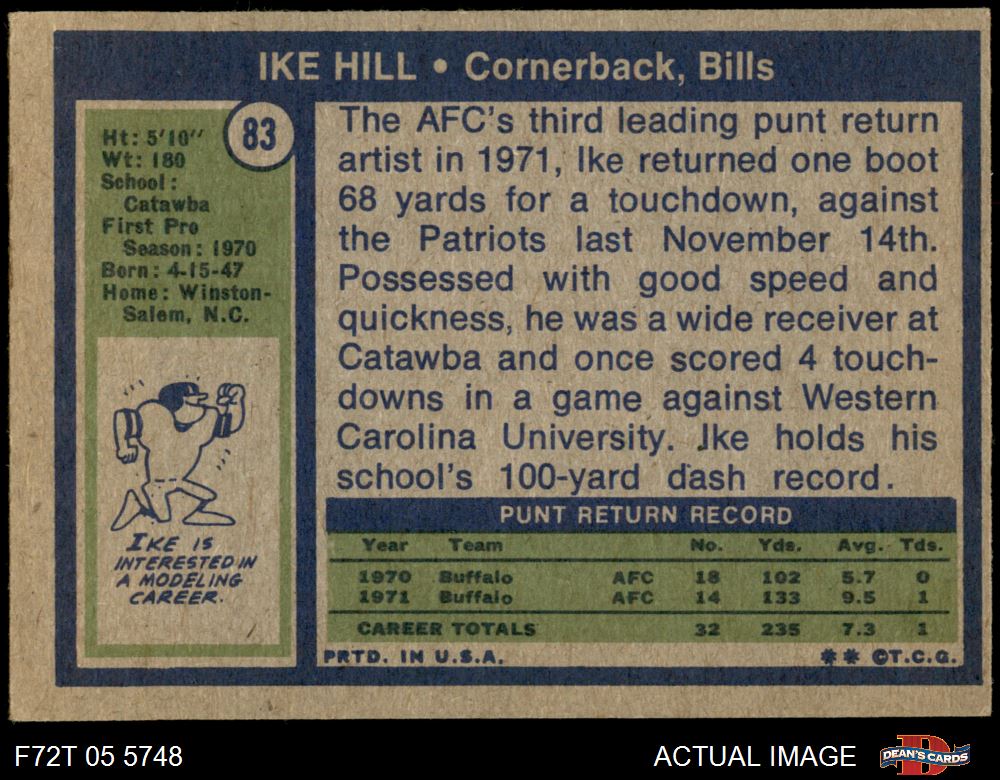 IKE HILL • Cornerback, Bills
83
Ht: 5'10"
Wt: 180
School:
Catawba
First Pro
Season: 1970
Born: 4-15-47
Home: Winston-
Salem, N.C.
IKE IS
INTERESTED IN
A MODELING
CAREER.
The AFC's third leading punt return
artist in 1971, Ike returned one boot
68 yards for a touchdown, against
the Patriots last November 14th.
Possessed with good speed and
quickness, he was a wide receiver at
Catawba and once scored 4 touch-
downs in a game against Western
Carolina University. Ike holds his
school's 100-yard dash record.
PUNT RETURN RECORD
Year Team No. Yds. Avg. Tds.
1970 Buffalo AFC 18 102 5.7 0
1971 Buffalo AFC 14 133 9.5 1
CAREER TOTALS 32 235 7.3 1
PRTD. IN U.S.A. ** ©T.C.G.
F72T 05 5748 ACTUAL IMAGE DEAN'S CARDS